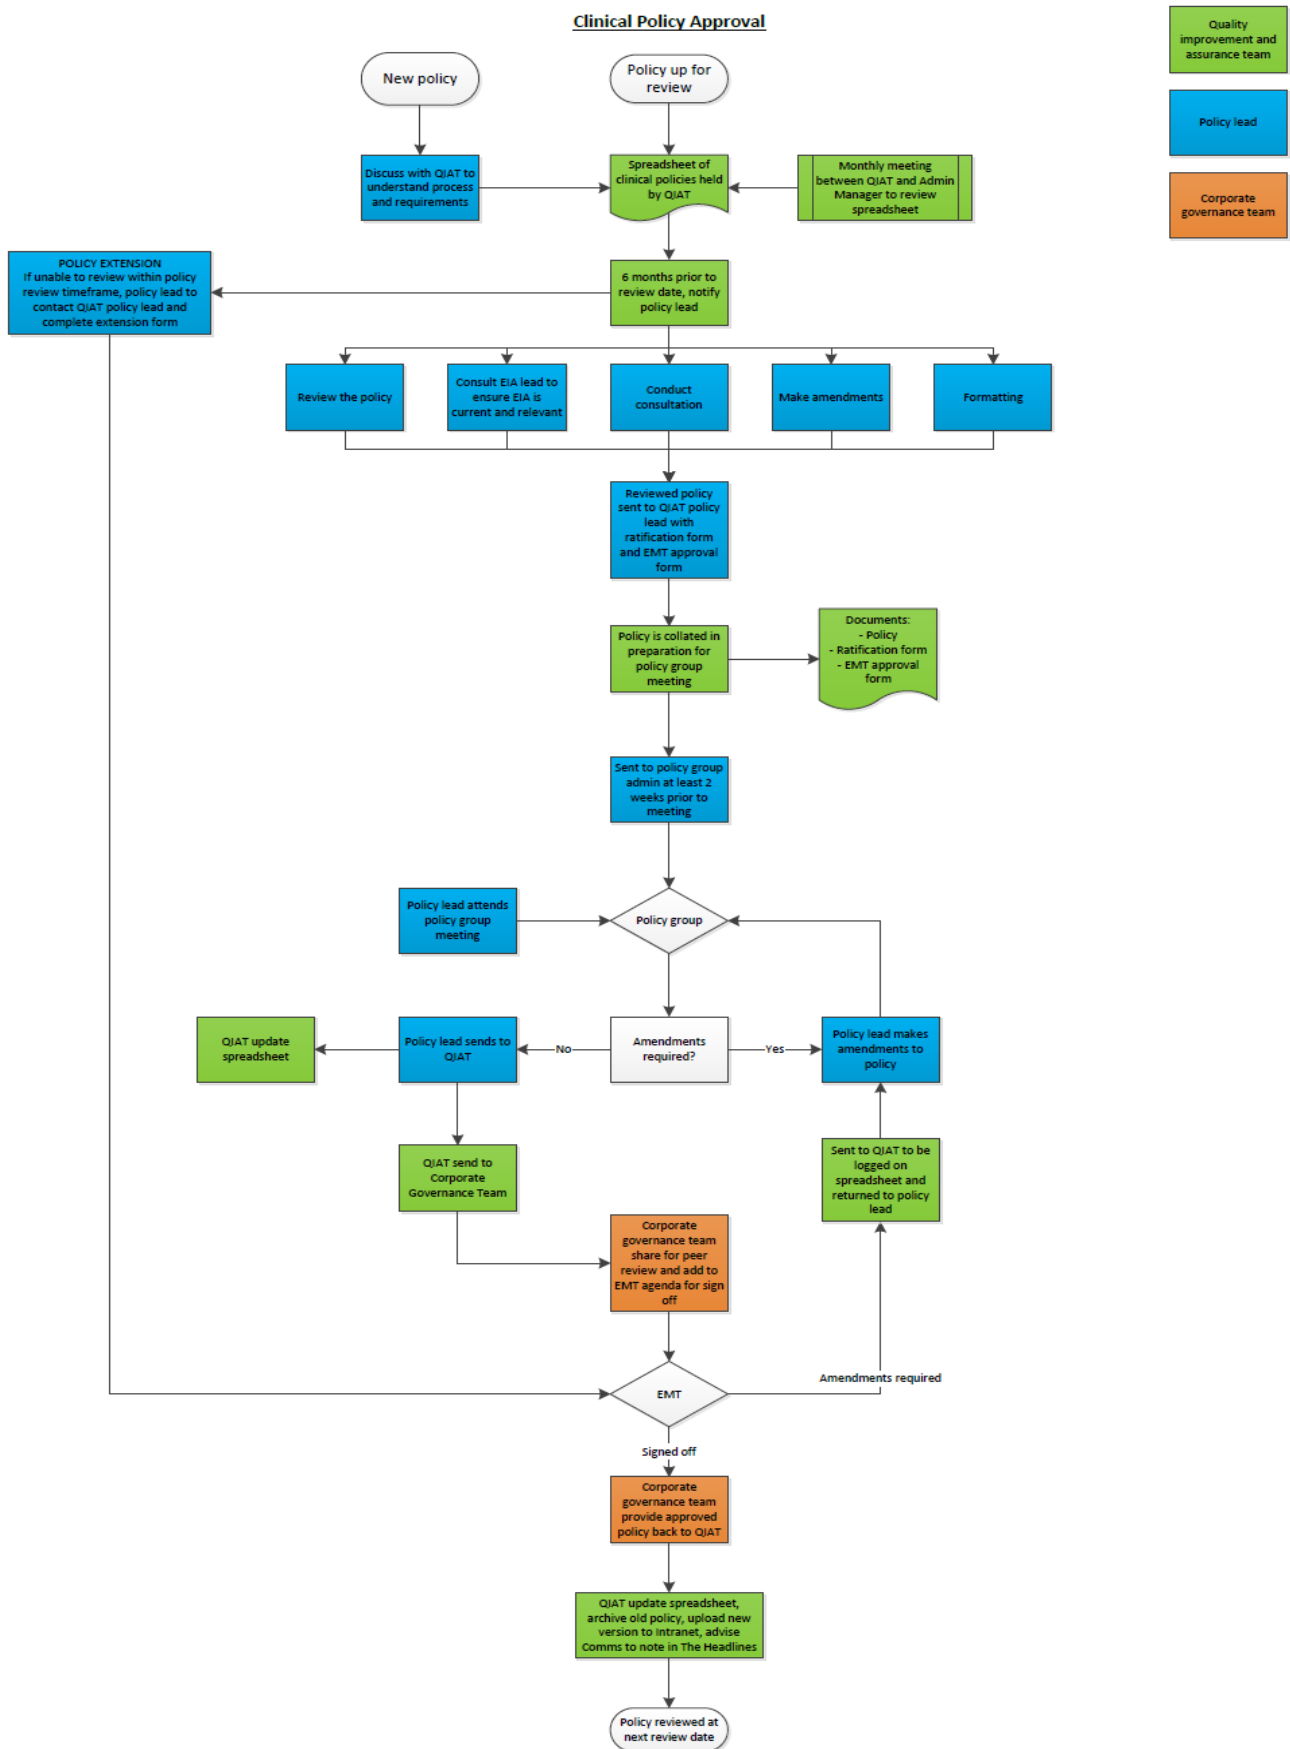 Clinical Policy Approval
Quality
improvement and
assurance team
Policy lead
Corporate
governance team
New policy
Policy up for
review
Discuss with QIAT to
understand process
and requirements
Spreadsheet of
clinical policies held
by QIAT
Monthly meeting
between QIAT and Admin
Manager to review
spreadsheet
POLICY EXTENSION
If unable to review within policy
review timeframe, policy lead to
contact QIAT policy lead and
complete extension form
6 months prior to
review date, notify
policy lead
Review the policy
Consult EIA lead to
ensure EIA is
current and relevant
Conduct
consultation
Make amendments
Formatting
Reviewed policy
sent to QIAT policy
lead with
ratification form
and EMT approval
form
Policy is collated in
preparation for
policy group
meeting
Documents:
- Policy
- Ratification form
- EMT approval
form
Sent to policy group
admin at least 2
weeks prior to
meeting
Policy lead attends
policy group
meeting
Policy group
QIAT update
spreadsheet
Policy lead sends to
QIAT
No
Amendments
required?
Yes
Policy lead makes
amendments to
policy
QIAT send to
Corporate
Governance Team
Sent to QIAT to be
logged on
spreadsheet and
returned to policy
lead
Corporate
governance team
share for peer
review and add to
EMT agenda for sign
off
EMT
Amendments required
Signed off
Corporate
governance team
provide approved
policy back to QIAT
QIAT update spreadsheet,
archive old policy, upload new
version to Intranet, advise
Comms to note in The Headlines
Policy reviewed at
next review date